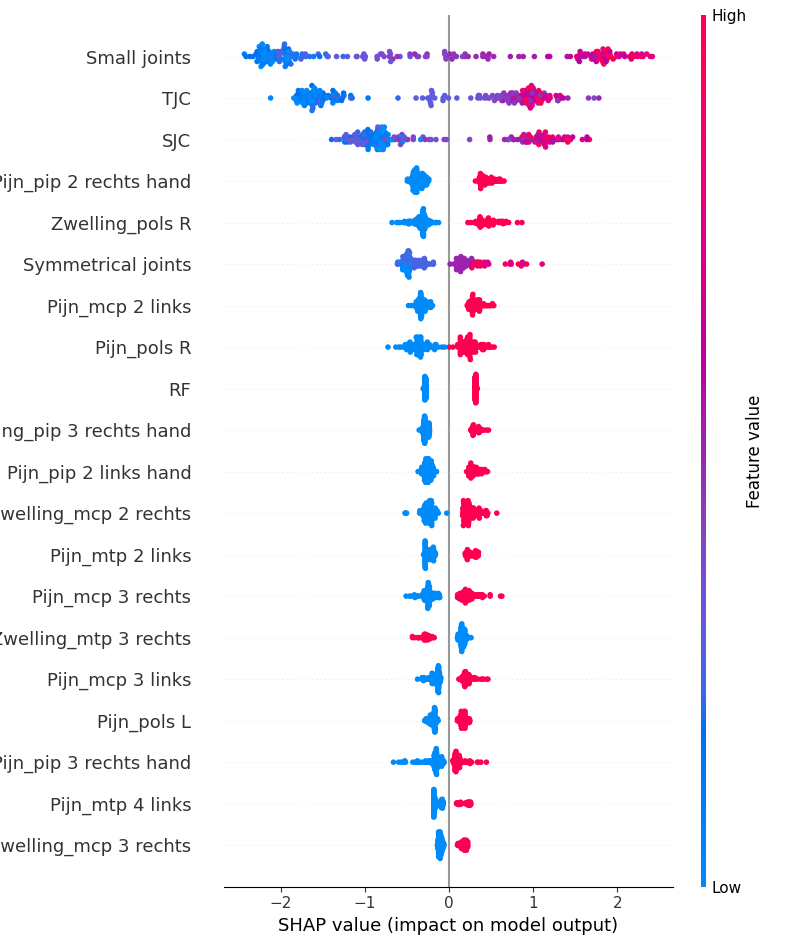 High
Small joints
TJC
SJC
Pijn_pip 2 rechts hand
Zwelling_pols R
Symmetrical joints
Pijn_mcp 2 links
Pijn_pols R
RF
ng_pip 3 rechts hand
Pijn_pip 2 links hand
welling_mcp 2 rechts
Pijn_mtp 2 links
Pijn_mcp 3 rechts
Zwelling_mtp 3 rechts
Pijn_mcp 3 links
Pijn_pols L
Pijn_pip 3 rechts hand
Pijn_mtp 4 links
welling_mcp 3 rechts
Feature value
Low
−2 −1 0 1 2
SHAP value (impact on model output)